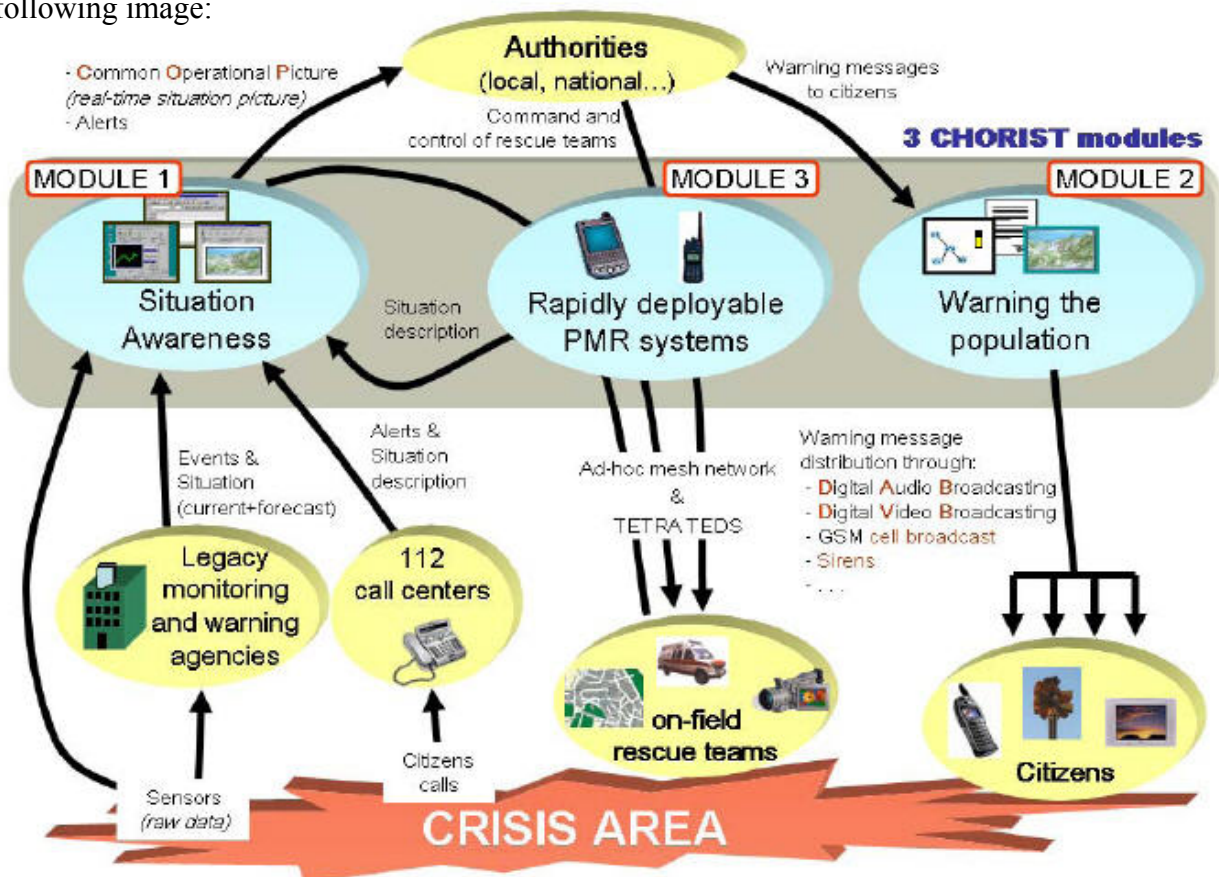 following image:
Authorities
(local, national...)
- Common Operational Picture
(real-time situation picture)
- Alerts
Command and
control of rescue teams
Warning messages
to citizens
3 CHORIST modules
MODULE 1
MODULE 3
MODULE 2
Situation
Awareness
Situation
description
Rapidly deployable
PMR systems
Warning the
population
Events &
Situation
(current+forecast)
Alerts &
Situation
description
Ad-hoc mesh network
&
TETRA TEDS
Warning message
distribution through:
- Digital Audio Broadcasting
- Digital Video Broadcasting
- GSM cell broadcast
- Sirens
- . . .
Legacy
monitoring
and warning
agencies
112
call centers
on-field
rescue teams
Citizens
Sensors
(raw data)
Citizens
calls
CRISIS AREA